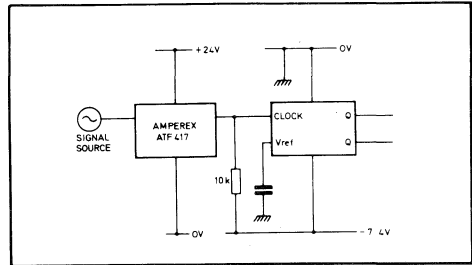 +24V
0V
AMPEREX
ATF 417
SIGNAL
SOURCE
CLOCK
Q
Vref
Q
10k
0V
-7 4V